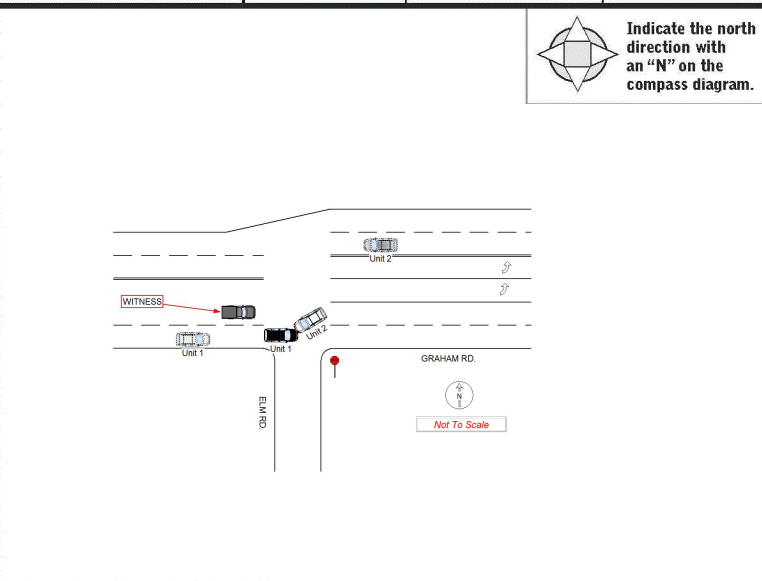 Indicate the north
direction with
an “N” on the
compass diagram.
Unit 2
WITNESS
Unit 2
Unit 1
Unit 1
GRAHAM RD.
N
ELM RD.
Not To Scale